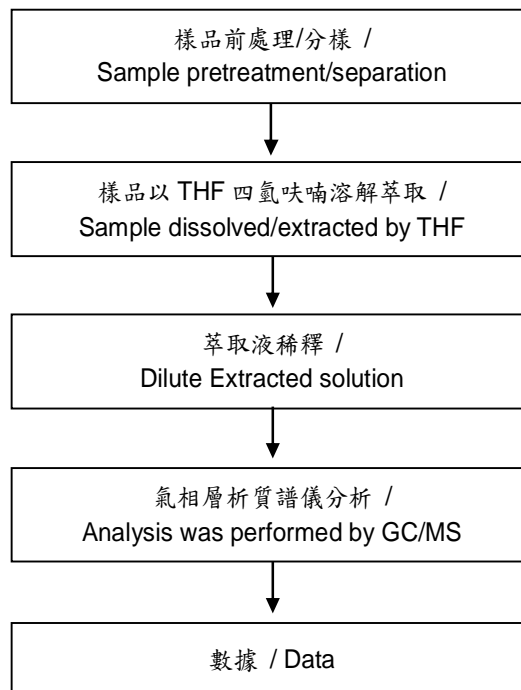 樣品前處理/分樣 /
Sample pretreatment/separation
樣品以 THF 四氫呋喃溶解萃取 /
Sample dissolved/extracted by THF
萃取液稀釋 /
Dilute Extracted solution
氣相層析質譜儀分析 /
Analysis was performed by GC/MS
數據 / Data